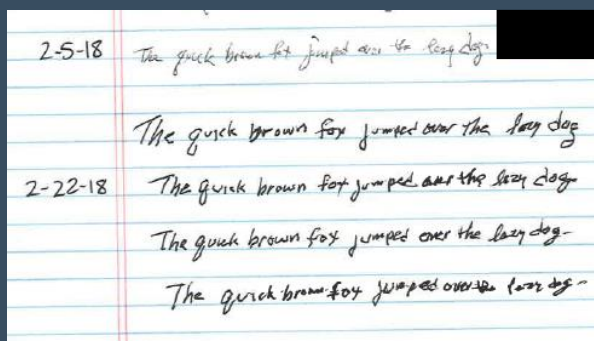 2-5-18 The quick brown fox jumped over the lazy dog.
The quick brown fox jumped over the lazy dog
2-22-18 The quick brown fox jumped over the lazy dog
The quick brown fox jumped over the lazy dog-
The quick brown fox jumped over the lazy dog-